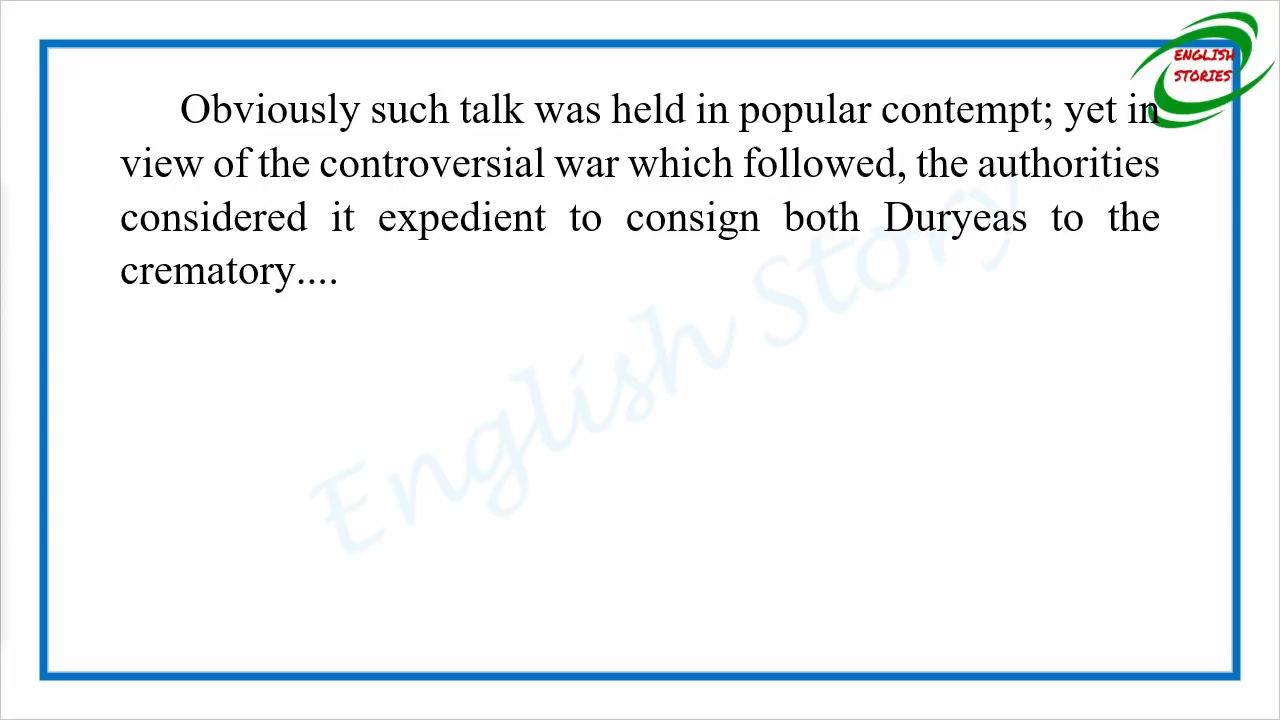 ENGLISH
STORIES
Obviously such talk was held in popular contempt; yet in
view of the controversial war which followed, the authorities
considered it expedient to consign both Duryeas to the
crematory....
English Story